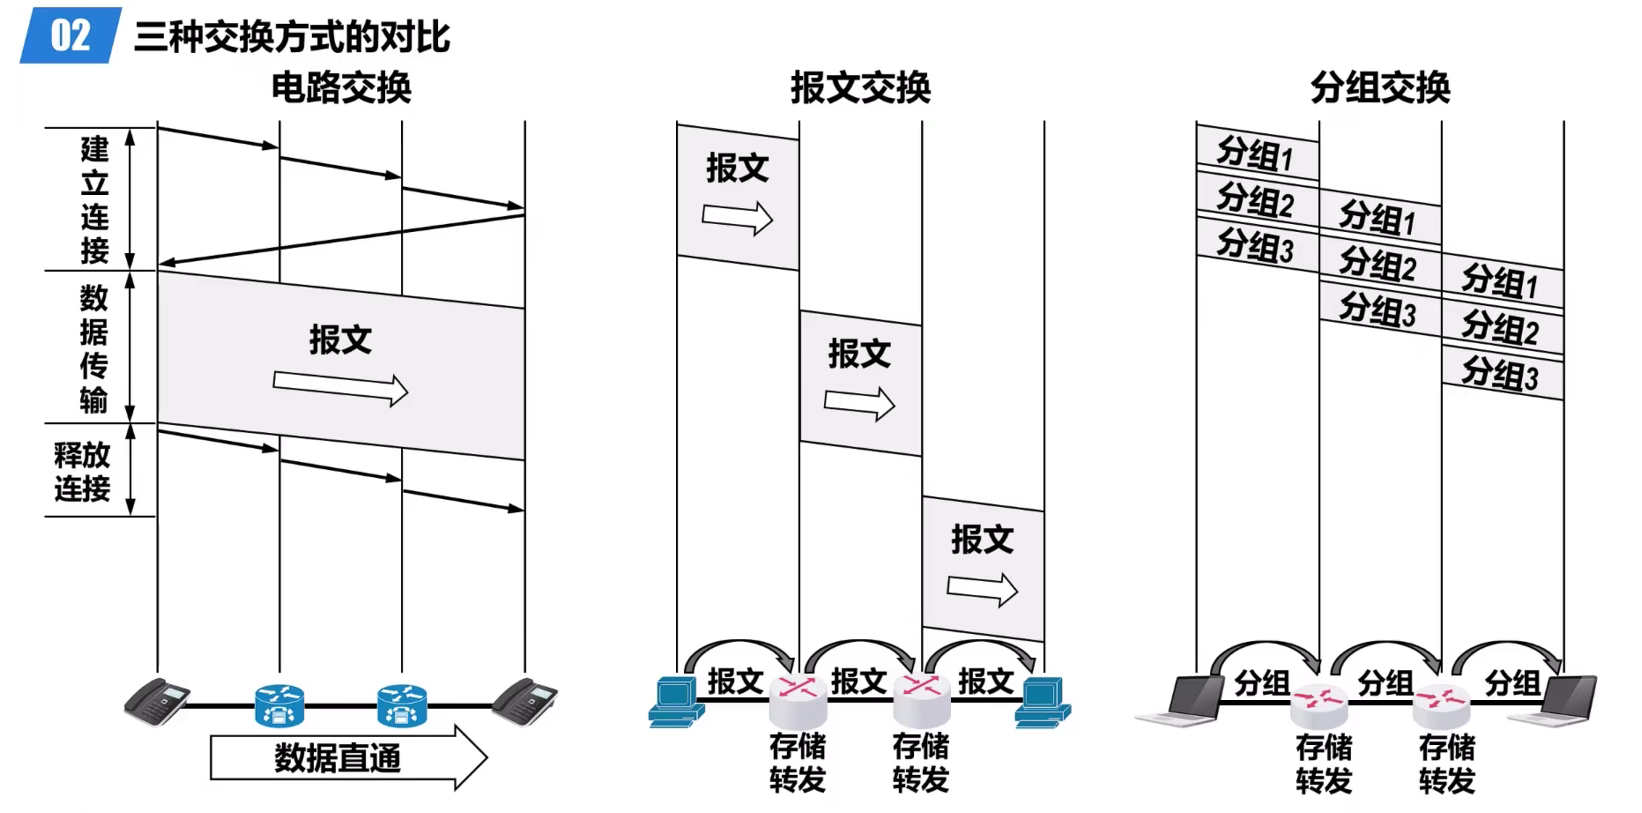 02 三种交换方式的对比
电路交换
建立连接
数据传输
报文
释放连接
数据直通
报文交换
报文
报文
报文
报文
报文
报文
存储转发
存储转发
分组交换
分组1
分组2
分组1
分组3
分组2
分组1
分组3
分组2
分组3
分组
分组
分组
存储转发
存储转发